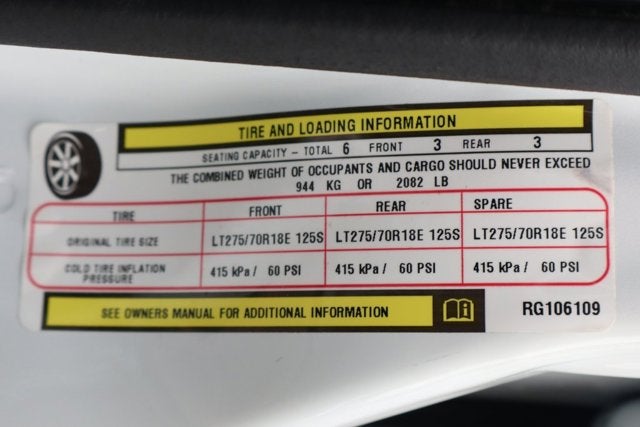 TIRE AND LOADING INFORMATION
SEATING CAPACITY - TOTAL 6 FRONT 3 REAR 3
THE COMBINED WEIGHT OF OCCUPANTS AND CARGO SHOULD NEVER EXCEED
944 KG OR 2082 LB
TIRE FRONT REAR SPARE
ORIGINAL TIRE SIZE LT275/70R18E 125S LT275/70R18E 125S LT275/70R18E 125S
COLD TIRE INFLATION PRESSURE 415 kPa / 60 PSI 415 kPa / 60 PSI 415 kPa / 60 PSI
SEE OWNERS MANUAL FOR ADDITIONAL INFORMATION
RG106109